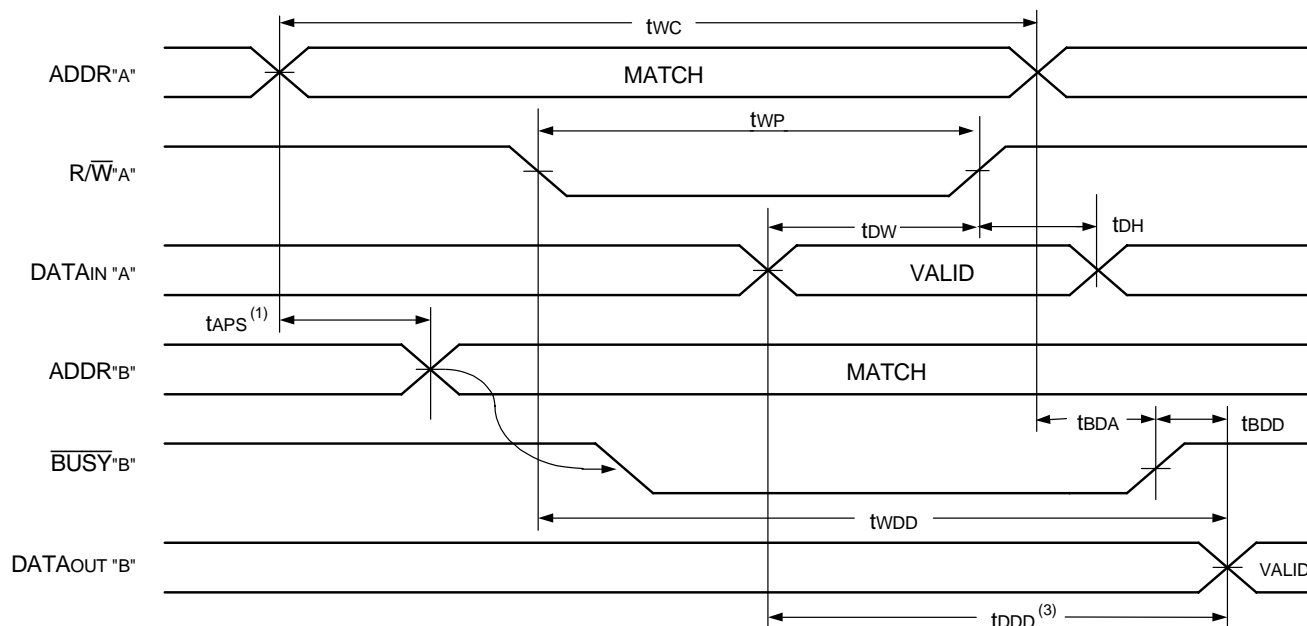 tWC
ADDR"A" MATCH
tWP
R/W̅"A"
tDW tDH
DATAIN "A" VALID
tAPS (1)
ADDR"B" MATCH
tBDA tBDD
B̅U̅S̅Y̅"B"
tWDD
DATAOUT "B" VALID
tDDD (3)